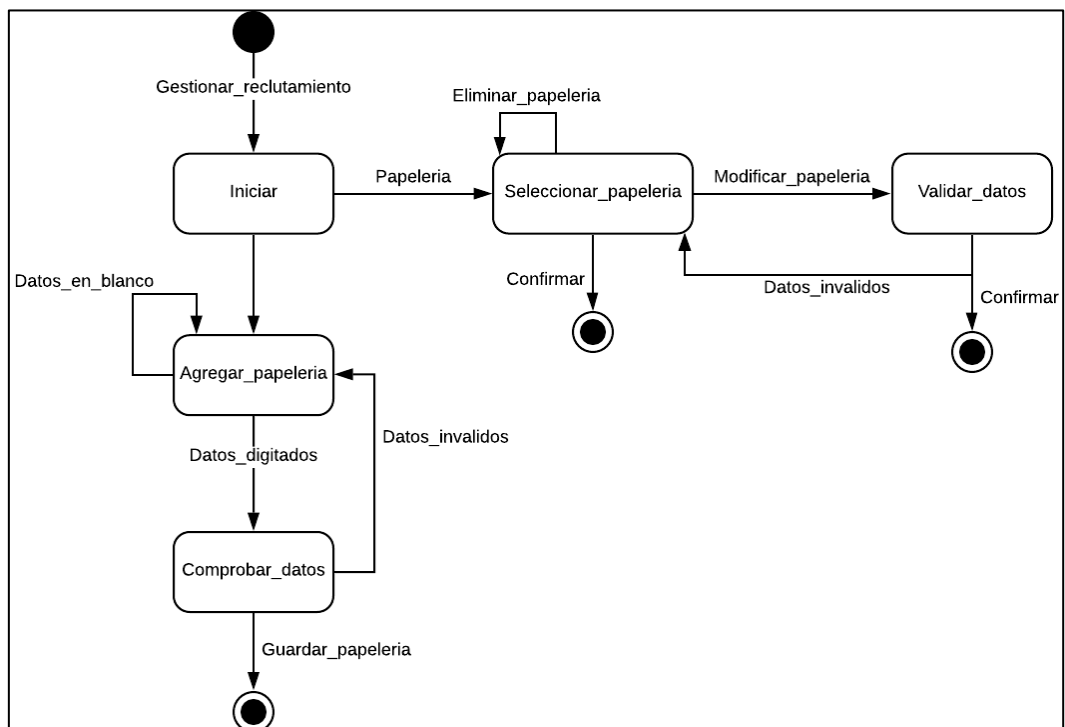 Gestionar_reclutamiento
Eliminar_papeleria
Iniciar
Papeleria
Seleccionar_papeleria
Modificar_papeleria
Validar_datos
Datos_en_blanco
Confirmar
Datos_invalidos
Confirmar
Agregar_papeleria
Datos_invalidos
Datos_digitados
Comprobar_datos
Guardar_papeleria